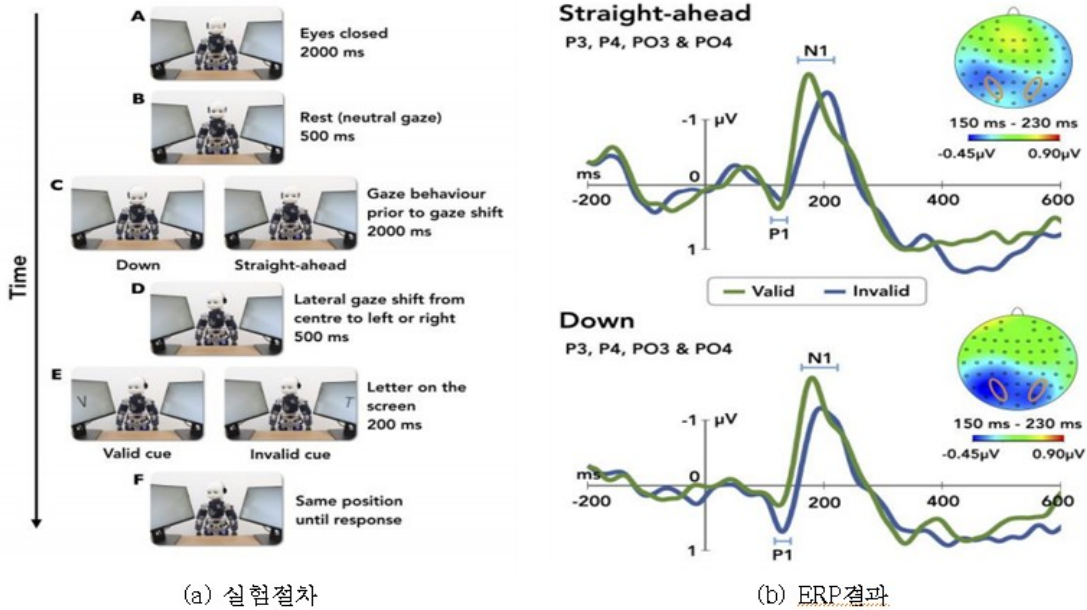 A
Eyes closed
2000 ms
B
Rest (neutral gaze)
500 ms
C
Gaze behaviour
prior to gaze shift
2000 ms
Down
Straight-ahead
D
Lateral gaze shift from
centre to left or right
500 ms
E
V
T
Letter on the
screen
200 ms
Valid cue
Invalid cue
F
Same position
until response
Time
(a) 실험절차
Straight-ahead
P3, P4, PO3 & PO4
N1
-1
μV
0
ms
-200
200
400
600
P1
1
150 ms - 230 ms
-0.45μV
0.90μV
Valid
Invalid
Down
P3, P4, PO3 & PO4
N1
-1
μV
0
ms
-200
200
400
600
P1
1
150 ms - 230 ms
-0.45μV
0.90μV
(b) ERP결과